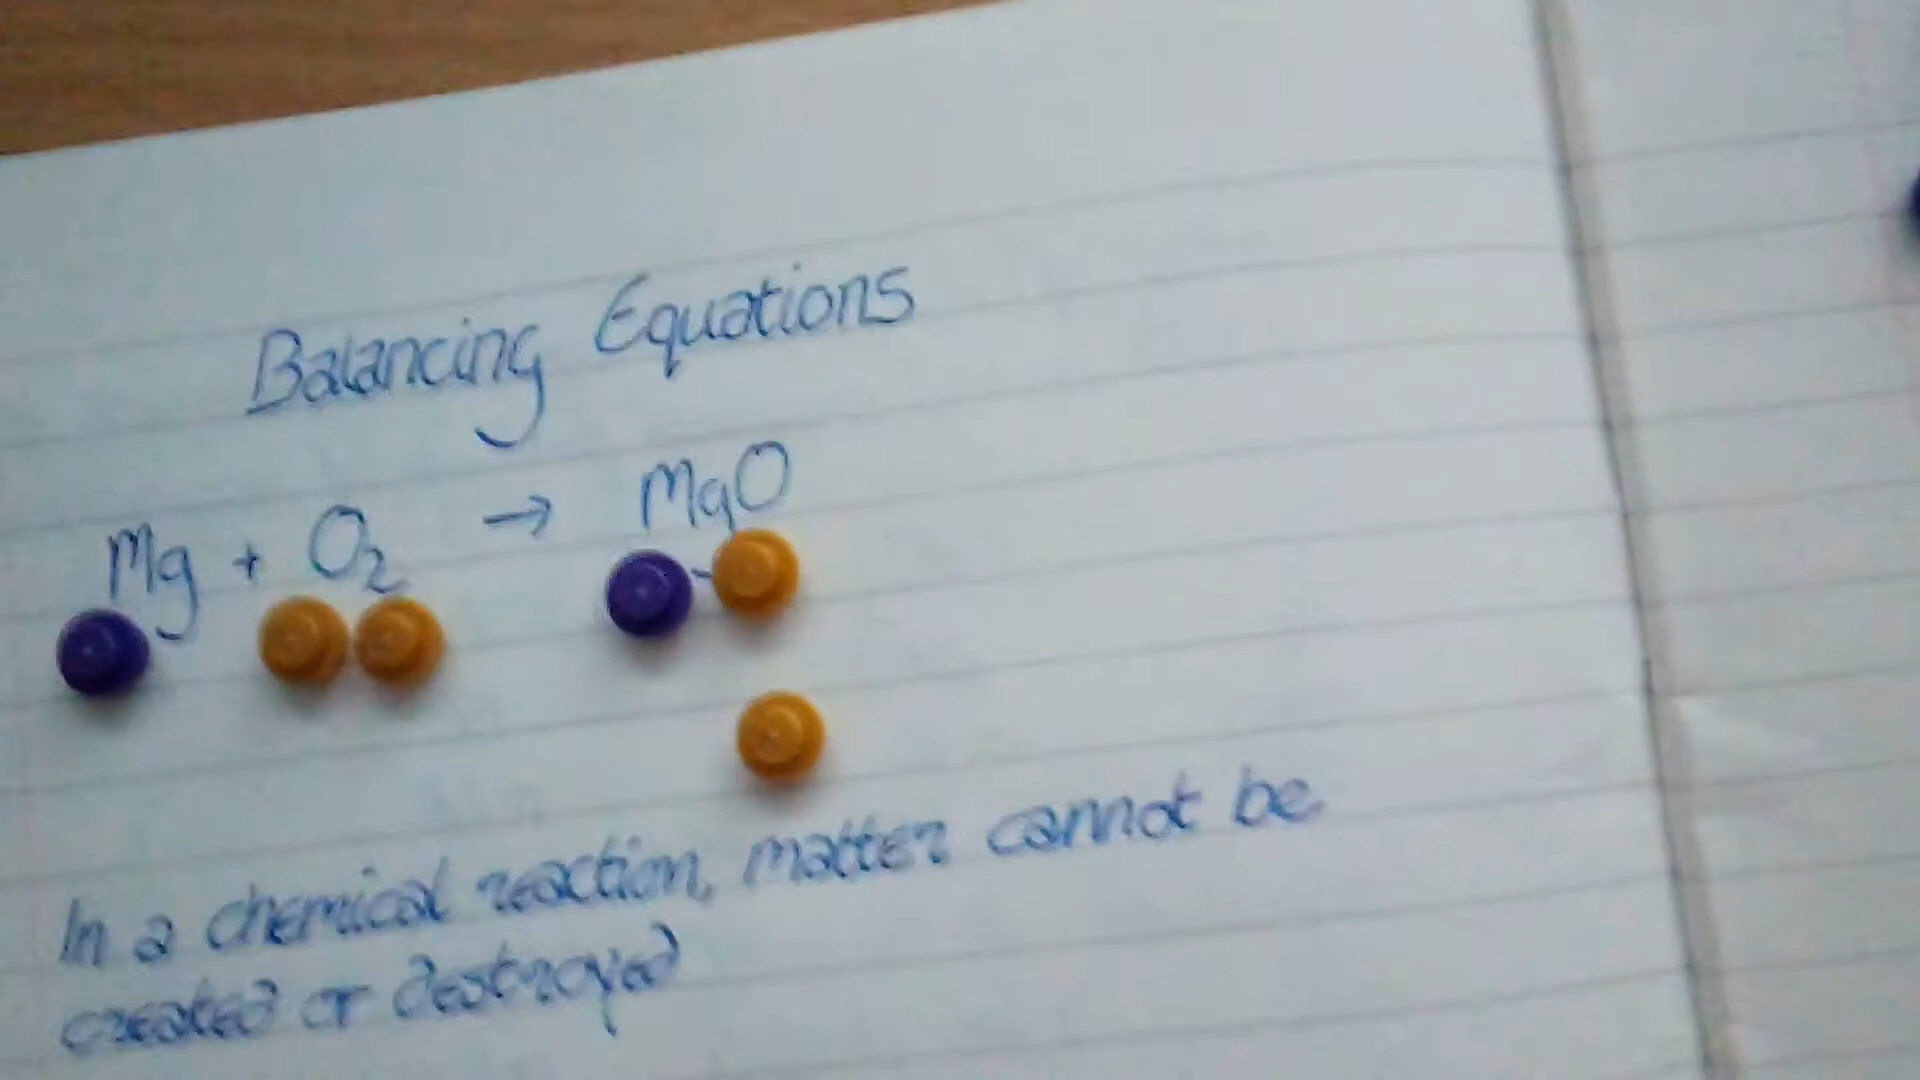 Balancing Equations
Mg + O₂ → MgO
In a chemical reaction, matter cannot be
created or destroyed